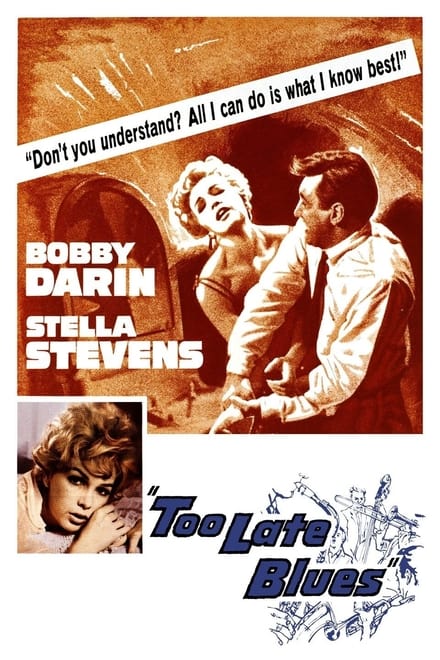 "Don't you understand? All I can do is what I know best!"
BOBBY
DARIN
STELLA
STEVENS
"Too Late
Blues"